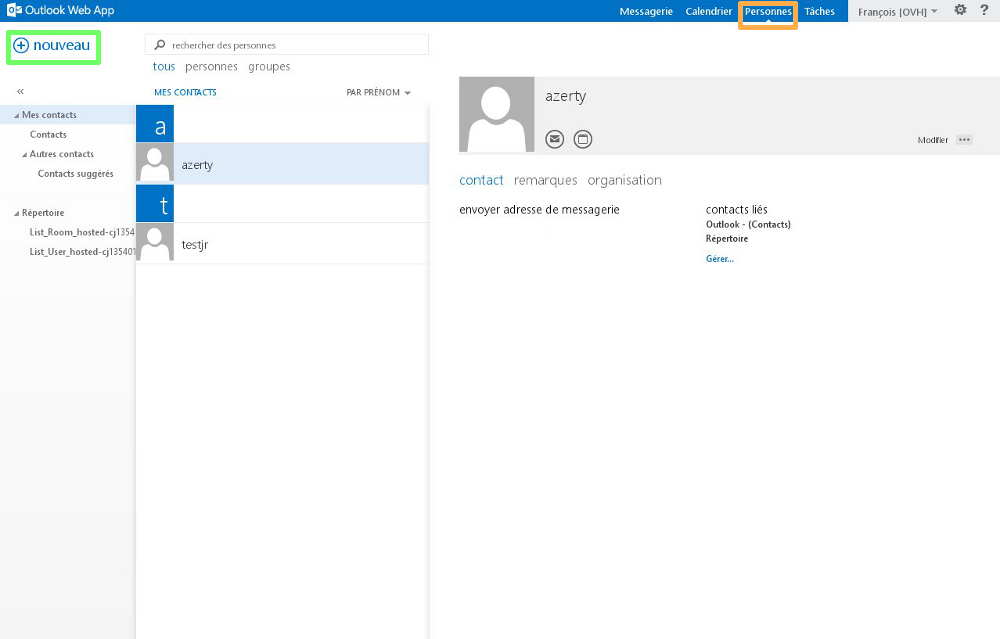 Outlook Web App
Messagerie Calendrier Personnes Tâches François [OVH] ?
nouveau
rechercher des personnes
tous personnes groupes
MES CONTACTS PAR PRÉNOM
Mes contacts
Contacts
Autres contacts
Contacts suggérés
Répertoire
List_Room_hosted-cj1354
List_User_hosted-cj135401
a
azerty
t
testjr
azerty
Modifier
contact remarques organisation
envoyer adresse de messagerie
contacts liés
Outlook - (Contacts)
Répertoire
Gérer...